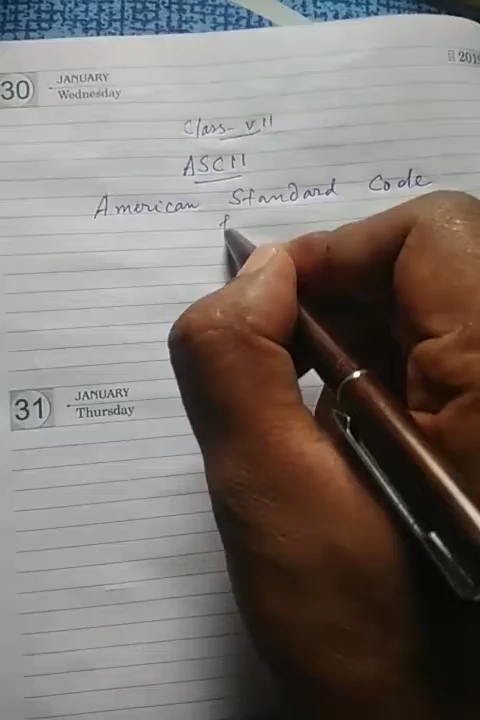 30
JANUARY
Wednesday
Class- VII
ASCII
American Standard Code
31
JANUARY
Thursday